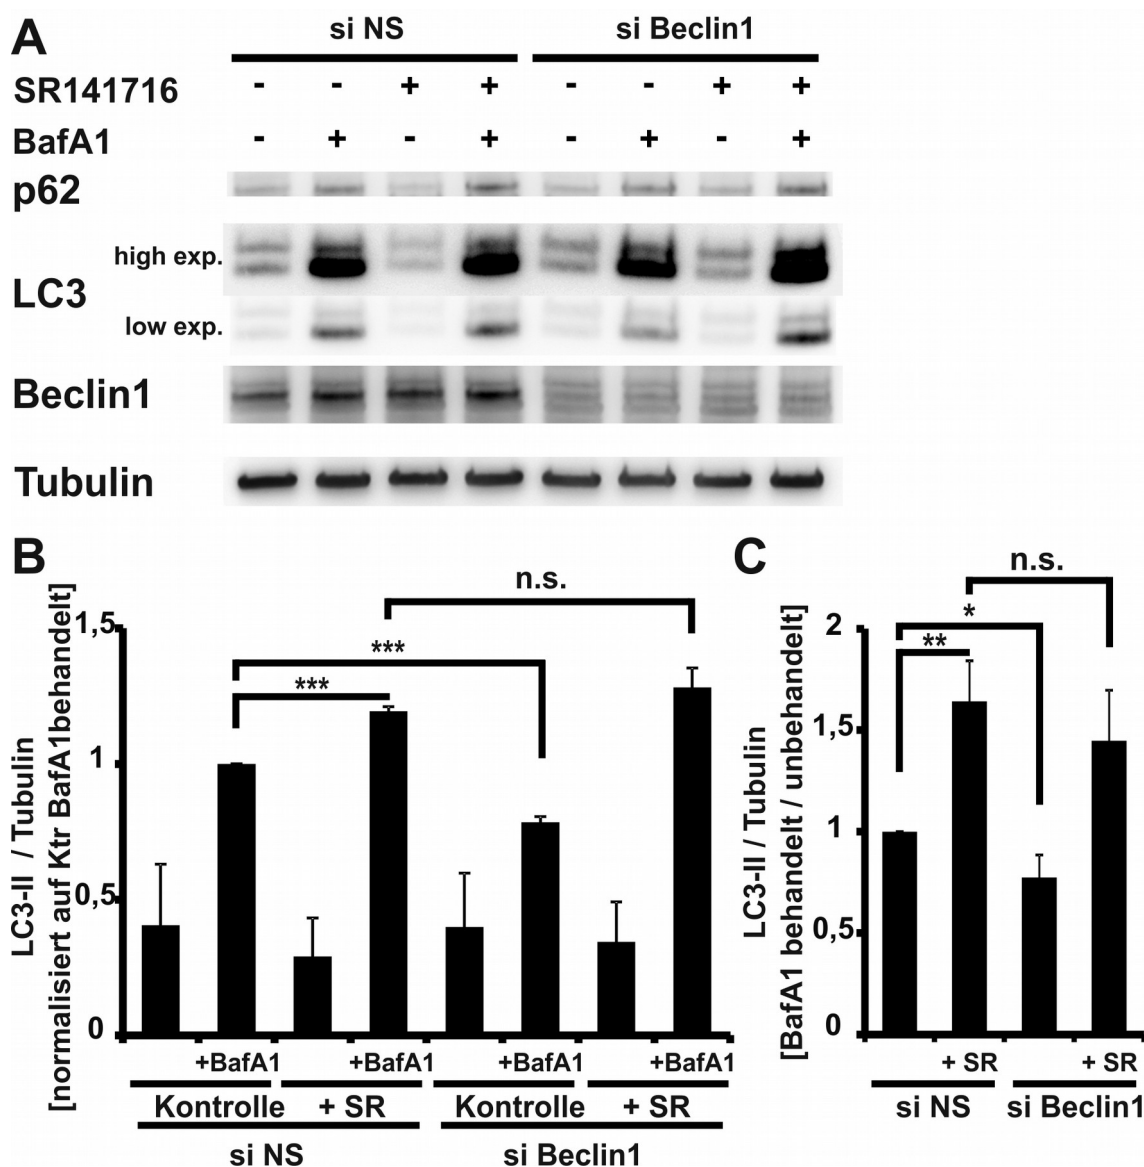 A
si NS si Beclin1
SR141716 - - + + - - + +
BafA1 - + - + - + - +
p62
high exp.
LC3
low exp.
Beclin1
Tubulin
B
LC3-II / Tubulin
[normalisiert auf Ktr BafA1behandelt]
1,5
1
0,5
0
n.s.
***
***
+BafA1 +BafA1 +BafA1 +BafA1
Kontrolle + SR Kontrolle + SR
si NS si Beclin1
C
LC3-II / Tubulin
[BafA1 behandelt / unbehandelt]
2
1,5
1
0,5
0
n.s.
*
**
+ SR + SR
si NS si Beclin1